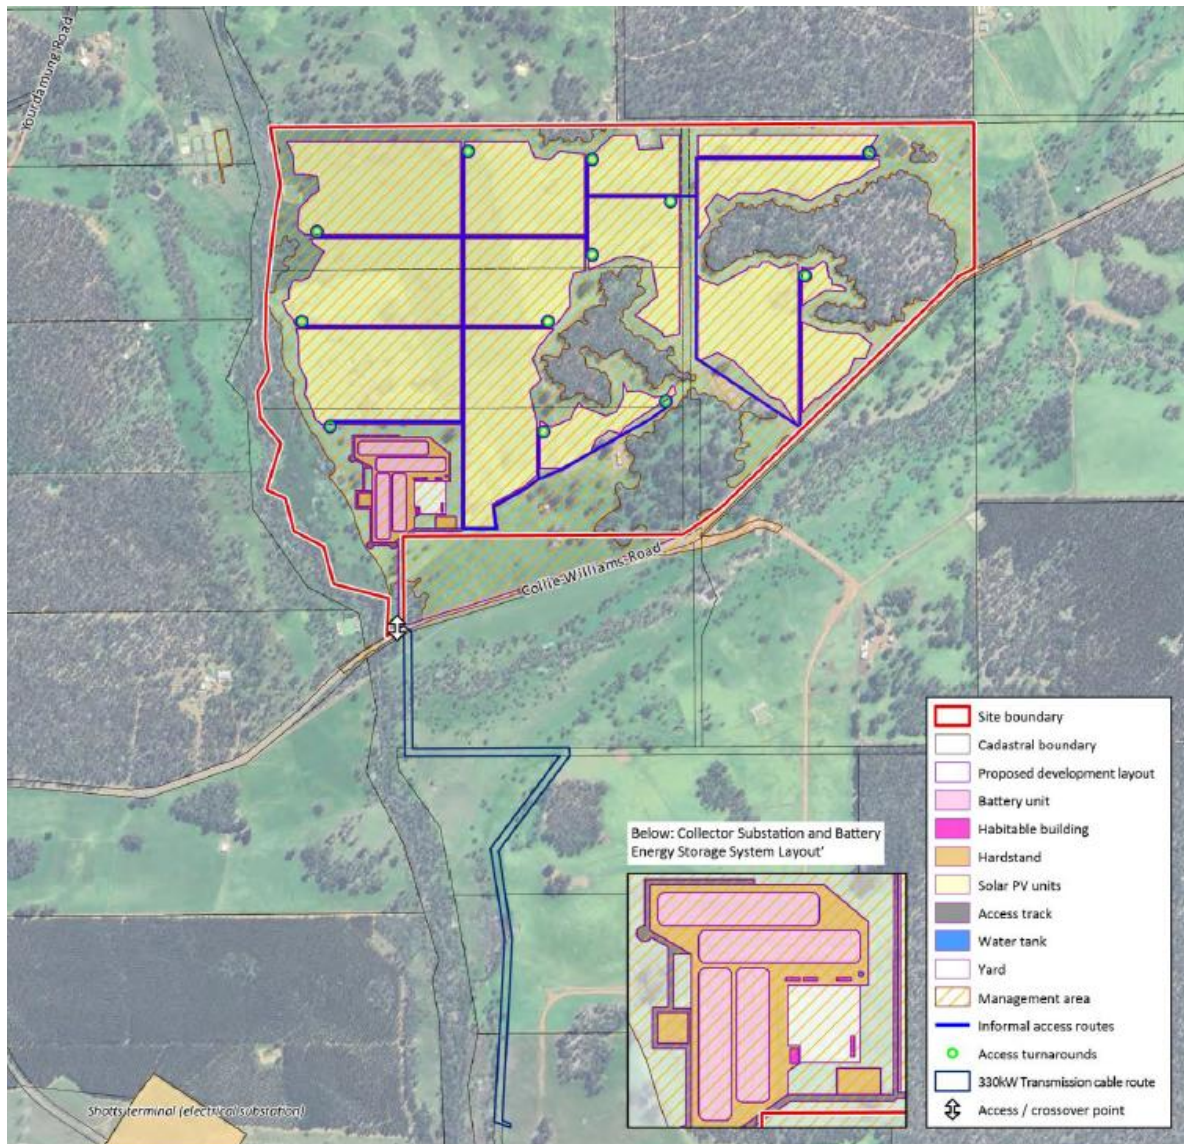 Yourdamung Road
Collie-Williams Road
Below: Collector Substation and Battery
Energy Storage System Layout'
Shotts terminal (electrical substation)
Site boundary
Cadastral boundary
Proposed development layout
Battery unit
Habitable building
Hardstand
Solar PV units
Access track
Water tank
Yard
Management area
Informal access routes
Access turnarounds
330kW Transmission cable route
Access / crossover point